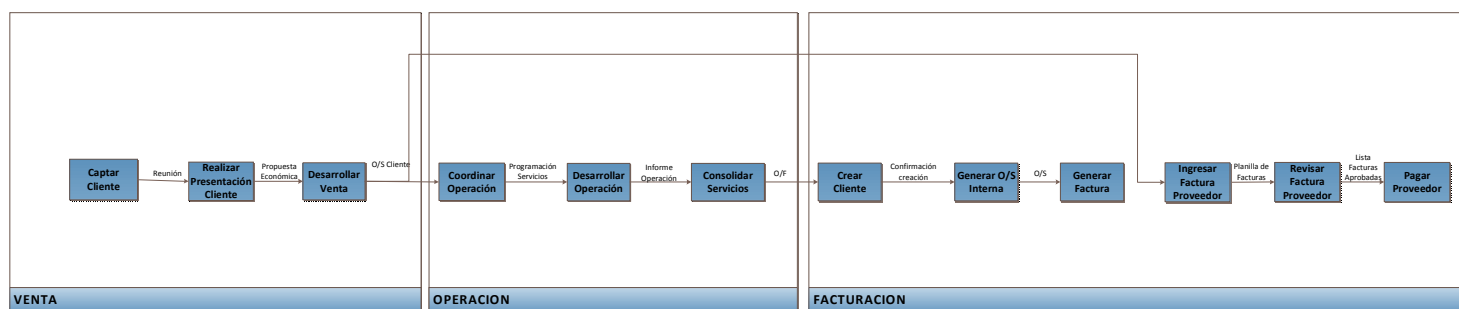 Captar
Cliente
Reunión
Realizar
Presentación
Cliente
Propuesta
Económica
Desarrollar
Venta
O/S Cliente
Coordinar
Operación
Programación
Servicios
Desarrollar
Operación
Informe
Operación
Consolidar
Servicios
O/F
Crear
Cliente
Confirmación
creación
Generar O/S
Interna
O/S
Generar
Factura
Ingresar
Factura
Proveedor
Planilla de
Facturas
Revisar
Factura
Proveedor
Lista
Facturas
Aprobadas
Pagar
Proveedor
VENTA
OPERACION
FACTURACION